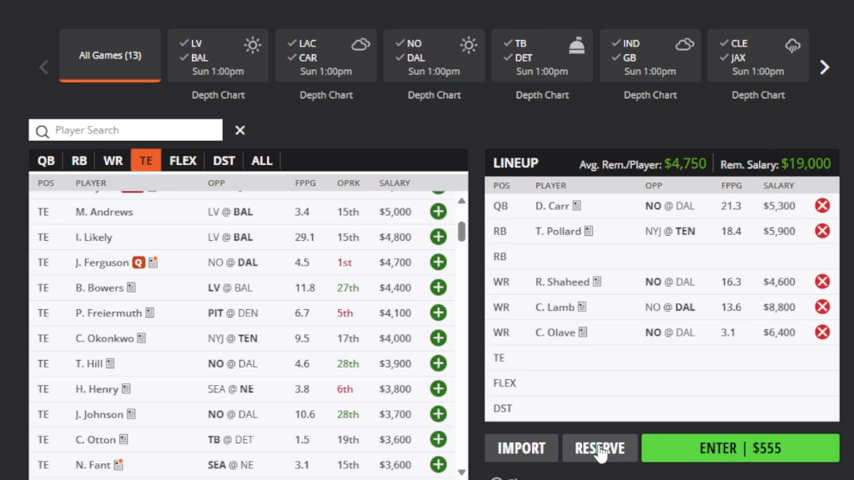 All Games (13)
LV
BAL
Sun 1:00pm
LAC
CAR
Sun 1:00pm
NO
DAL
Sun 1:00pm
TB
DET
Sun 1:00pm
IND
GB
Sun 1:00pm
CLE
JAX
Sun 1:00pm
Depth Chart Depth Chart Depth Chart Depth Chart Depth Chart Depth Chart
Player Search
QB RB WR TE FLEX DST ALL
POS PLAYER OPP FPPG OPRK SALARY
TE M. Andrews LV @ BAL 3.4 15th $5,000
TE I. Likely LV @ BAL 29.1 15th $4,800
TE J. Ferguson Q NO @ DAL 4.5 1st $4,700
TE B. Bowers LV @ BAL 11.8 27th $4,400
TE P. Freiermuth PIT @ DEN 6.7 5th $4,100
TE C. Okonkwo NYJ @ TEN 9.5 17th $4,000
TE T. Hill NO @ DAL 4.6 28th $3,900
TE H. Henry SEA @ NE 3.8 6th $3,800
TE J. Johnson NO @ DAL 10.6 28th $3,700
TE C. Otton TB @ DET 1.5 19th $3,600
TE N. Fant SEA @ NE 3.1 15th $3,600
LINEUP Avg. Rem./Player: $4,750 Rem. Salary: $19,000
POS PLAYER OPP FPPG SALARY
QB D. Carr NO @ DAL 21.3 $5,300
RB T. Pollard NYJ @ TEN 18.4 $5,900
RB
WR R. Shaheed NO @ DAL 16.3 $4,600
WR C. Lamb NO @ DAL 13.6 $8,800
WR C. Olave NO @ DAL 3.1 $6,400
TE
FLEX
DST
IMPORT RESERVE ENTER | $555